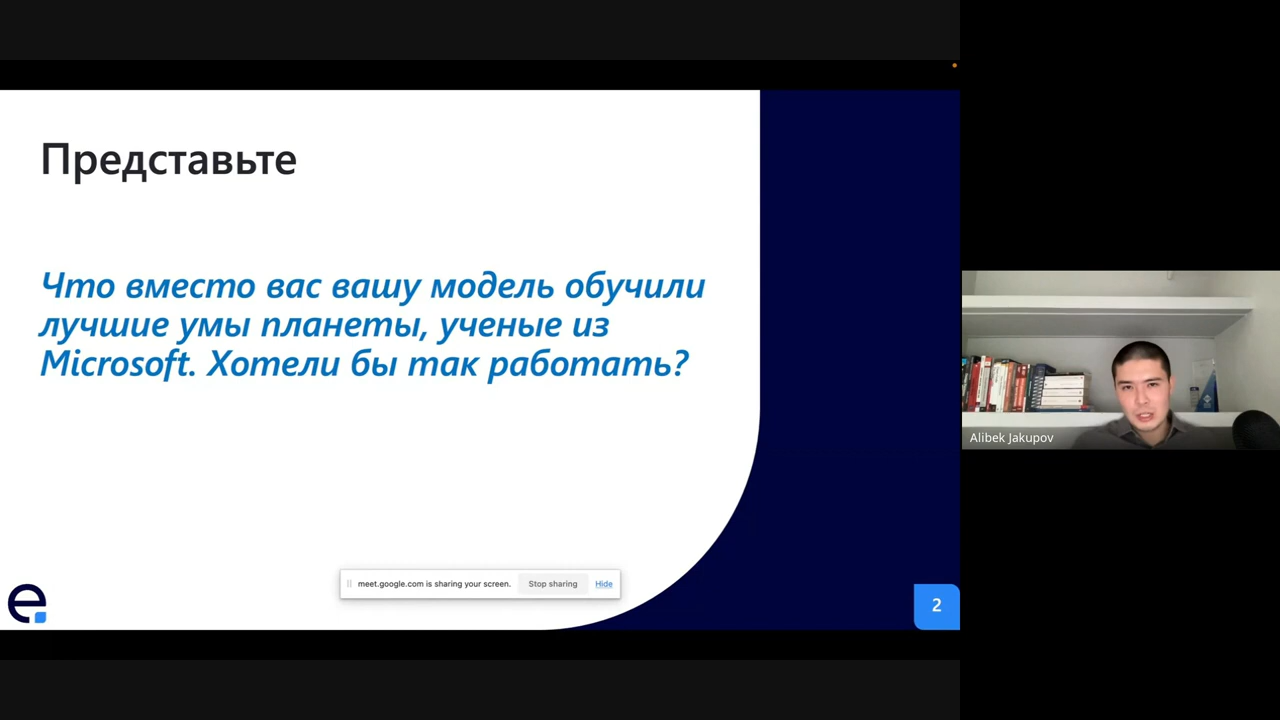 Представьте
Что вместо вас вашу модель обучили
лучшие умы планеты, ученые из
Microsoft. Хотели бы так работать?
meet.google.com is sharing your screen. Stop sharing Hide
e
2
Alibek Jakupov